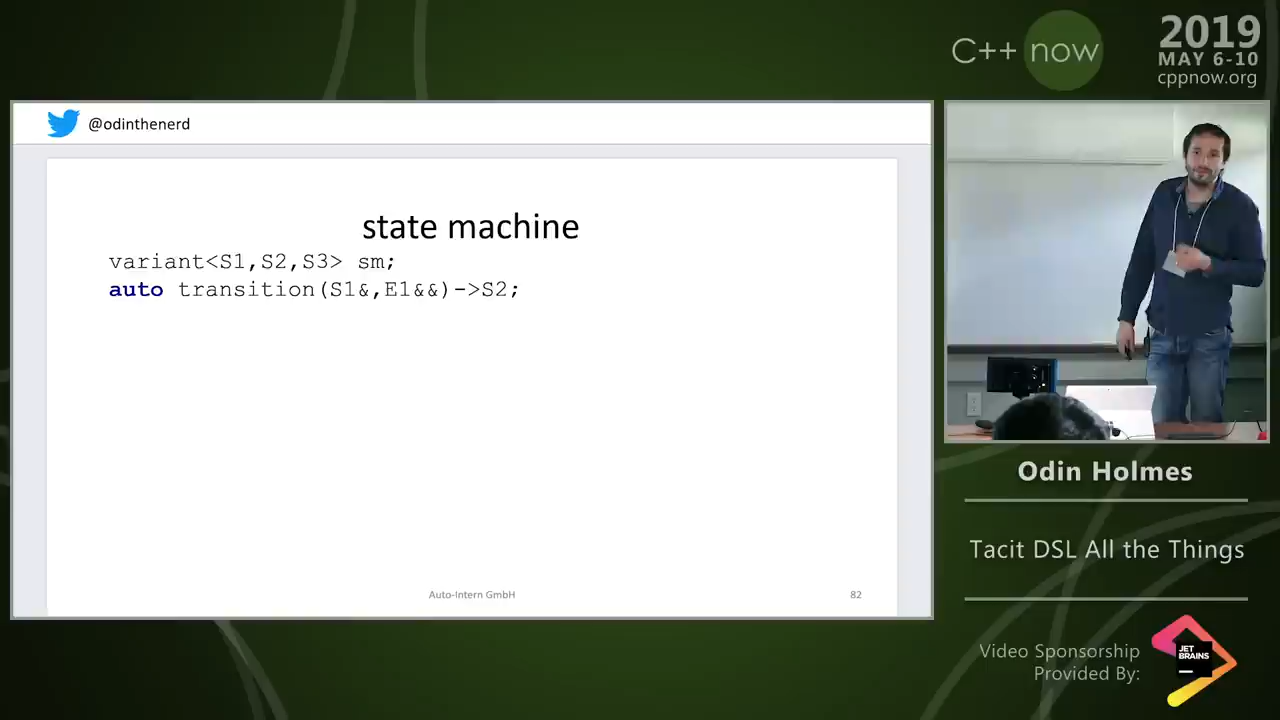 C++ now
2019
MAY 6-10
cppnow.org
@odinthenerd
state machine
variant<S1,S2,S3> sm;
auto transition(S1&,E1&&)->S2;
Auto-Intern GmbH
82
Odin Holmes
Tacit DSL All the Things
Video Sponsorship
Provided By:
JET
BRAINS